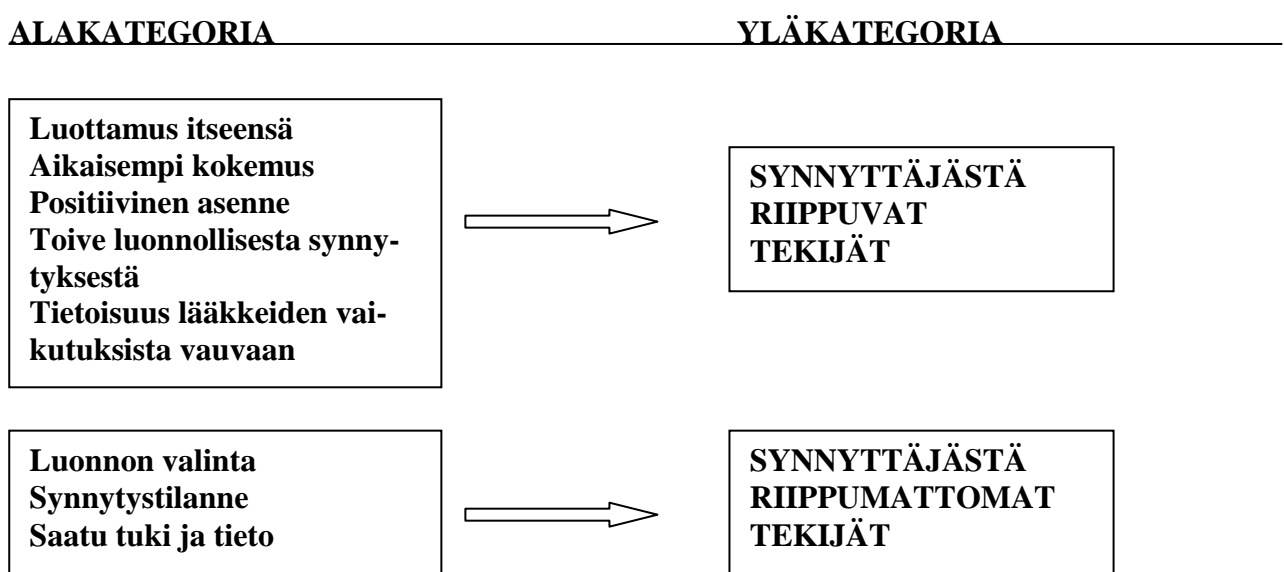 ALAKATEGORIA YLÄKATEGORIA
Luottamus itseensä
Aikaisempi kokemus
Positiivinen asenne
Toive luonnollisesta synny-
tyksestä
Tietoisuus lääkkeiden vai-
kutuksista vauvaan
SYNNYTTÄJÄSTÄ
RIIPPUVAT
TEKIJÄT
Luonnon valinta
Synnytystilanne
Saatu tuki ja tieto
SYNNYTTÄJÄSTÄ
RIIPPUMATTOMAT
TEKIJÄT